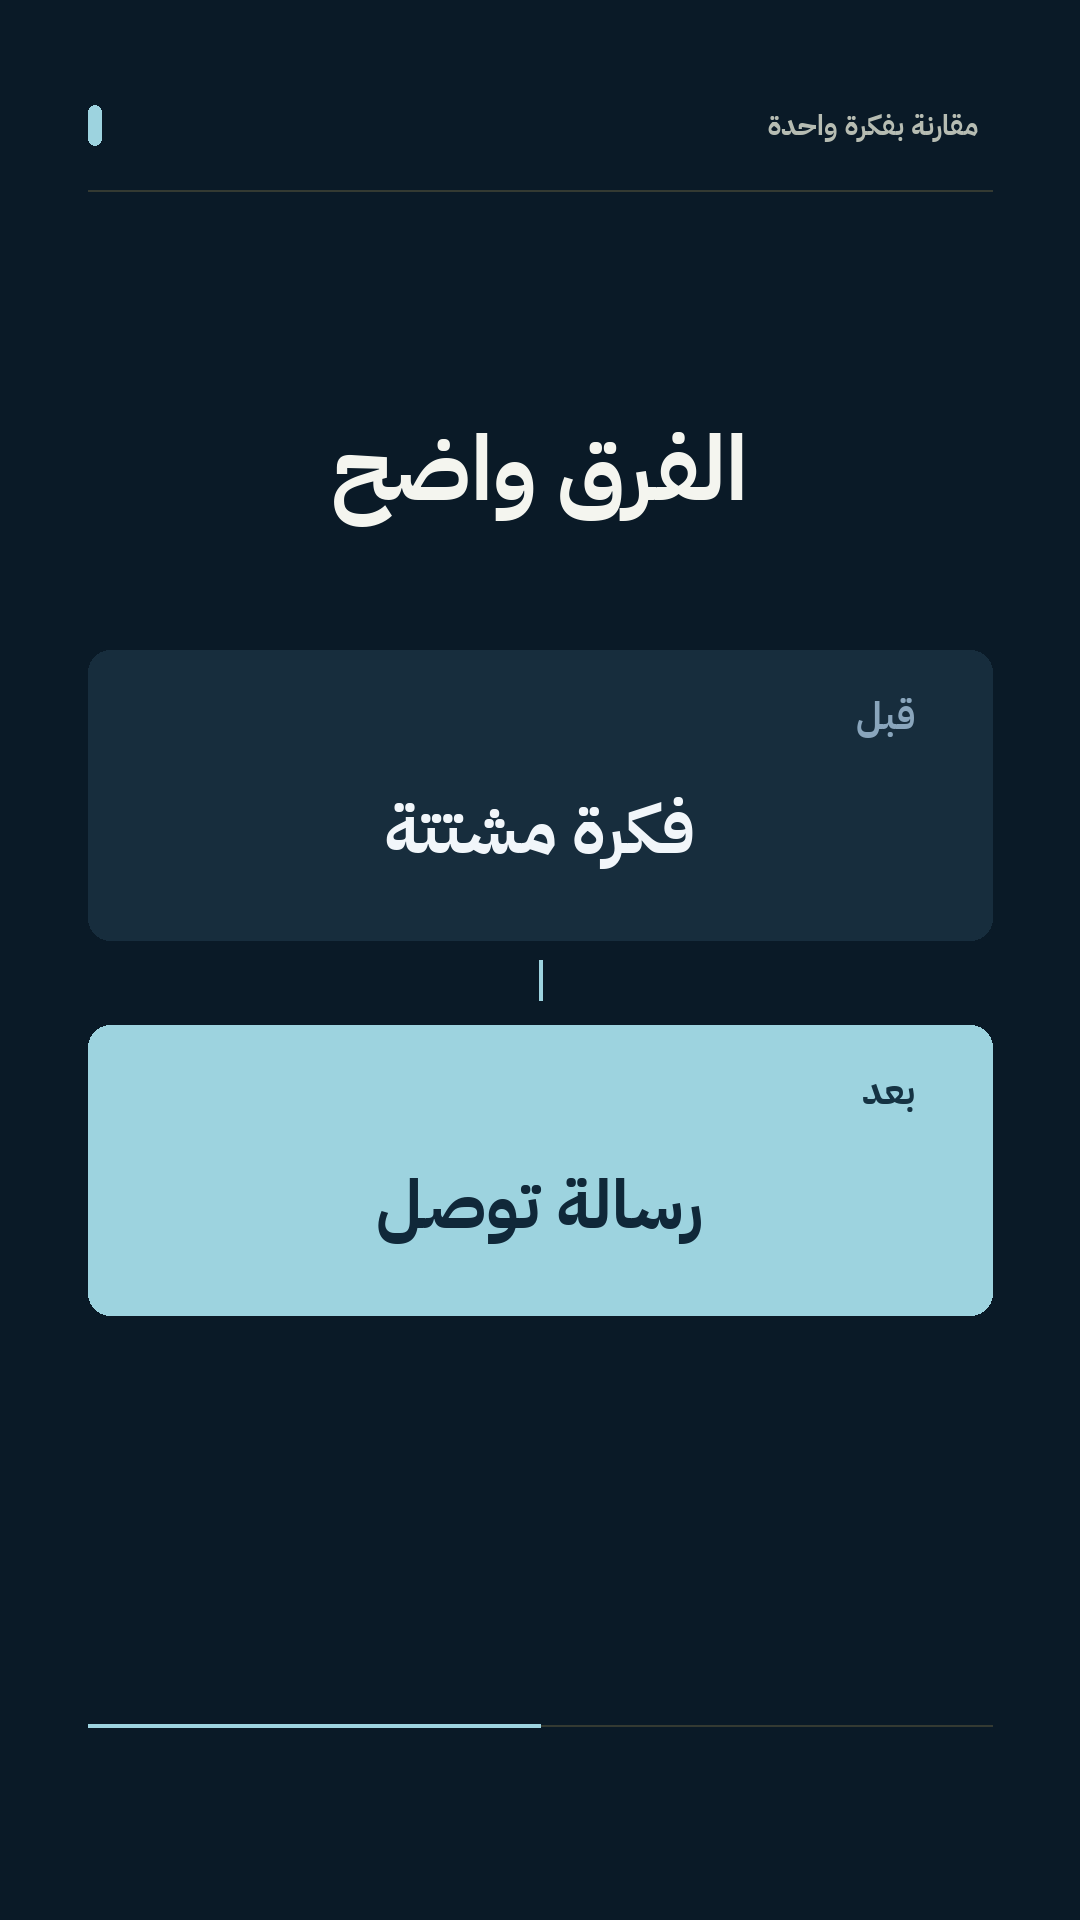 مقارنة بفكرة واحدة
الفرق واضح
قبل
فكرة مشتتة
بعد
رسالة توصل